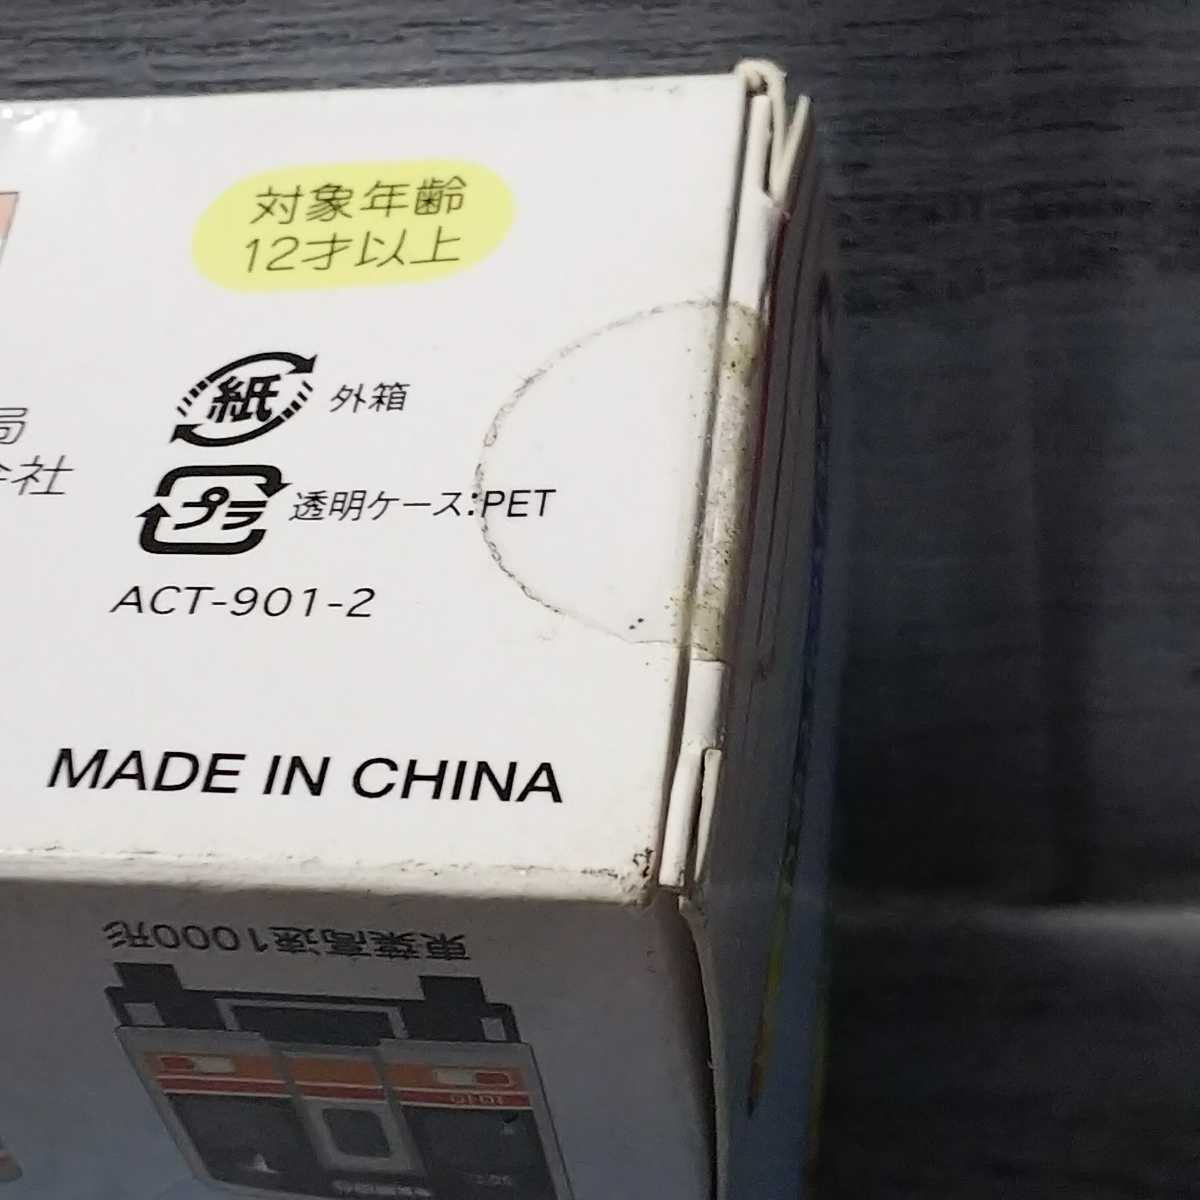 対象年齢
12才以上
紙 外箱
局
会社
プラ 透明ケース:PET
ACT-901-2
MADE IN CHINA
東葉高速1000形